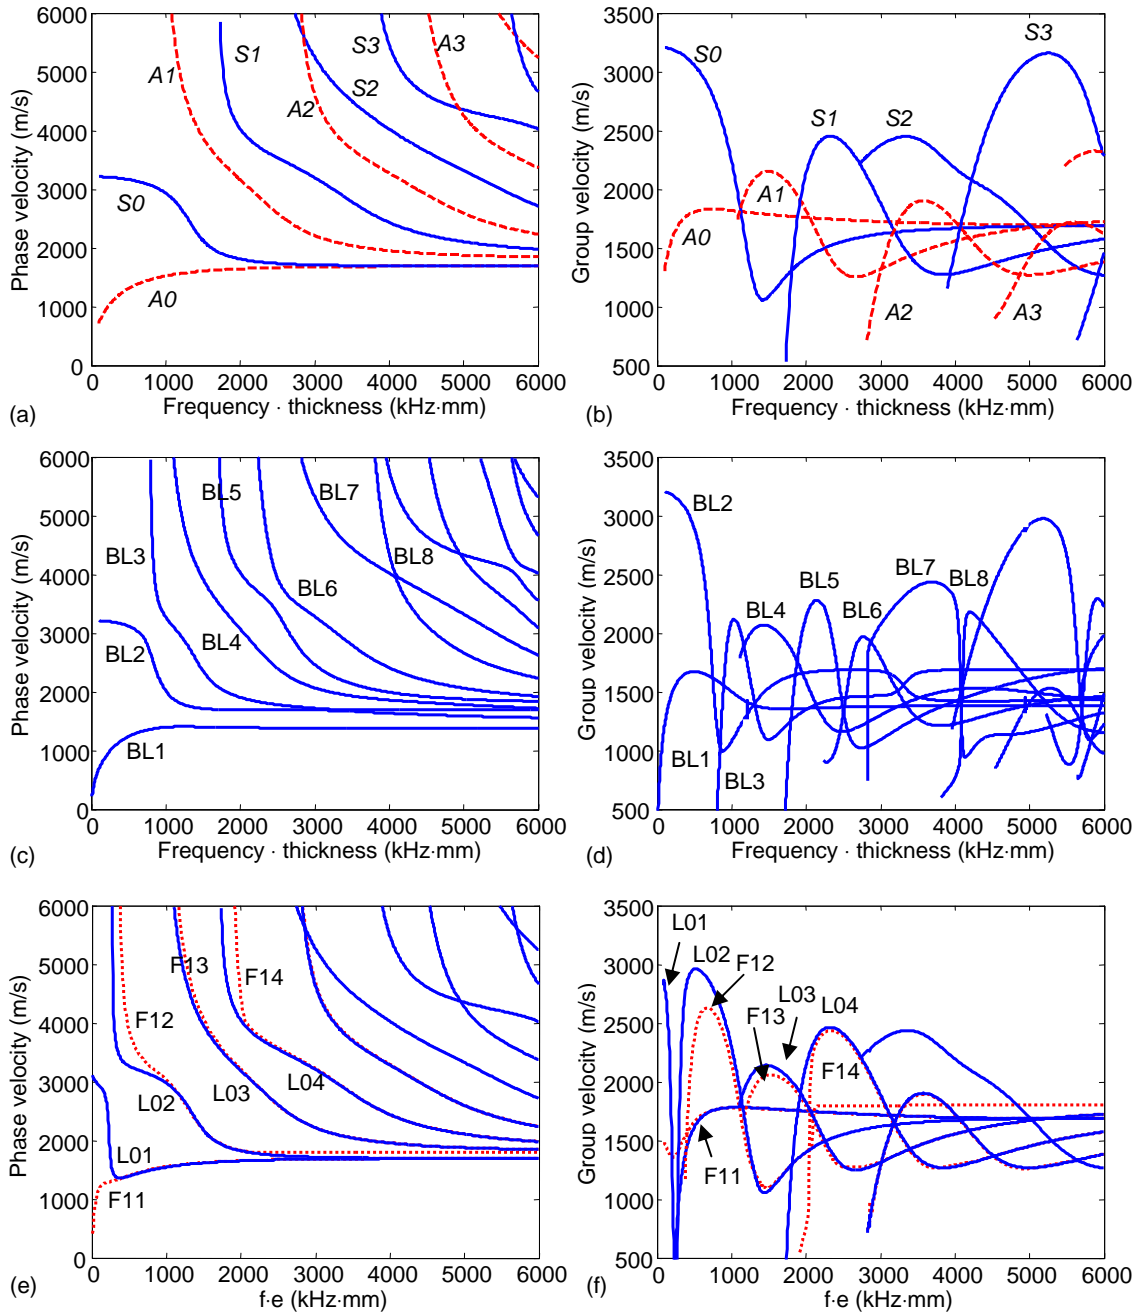 6000
5000
4000
3000
2000
1000
0
Phase velocity (m/s)
A1
S1
S3
A3
A2
S2
S0
A0
0 1000 2000 3000 4000 5000 6000
Frequency · thickness (kHz·mm)
(a)
3500
3000
2500
2000
1500
1000
500
Group velocity (m/s)
S0
S3
S1
S2
A1
A0
A2
A3
0 1000 2000 3000 4000 5000 6000
Frequency · thickness (kHz·mm)
(b)
6000
5000
4000
3000
2000
1000
0
Phase velocity (m/s)
BL5
BL7
BL3
BL8
BL6
BL4
BL2
BL1
0 1000 2000 3000 4000 5000 6000
Frequency · thickness (kHz·mm)
(c)
3500
3000
2500
2000
1500
1000
500
Group velocity (m/s)
BL2
BL7
BL8
BL5
BL4
BL6
BL1
BL3
0 1000 2000 3000 4000 5000 6000
Frequency · thickness (kHz·mm)
(d)
6000
5000
4000
3000
2000
1000
0
Phase velocity (m/s)
F13
F14
F12
L02
L03
L04
L01
F11
0 1000 2000 3000 4000 5000 6000
f·e (kHz·mm)
(e)
3500
3000
2500
2000
1500
1000
500
Group velocity (m/s)
L01
L02
F12
L03
F13
L04
F14
F11
0 1000 2000 3000 4000 5000 6000
f·e (kHz·mm)
(f)